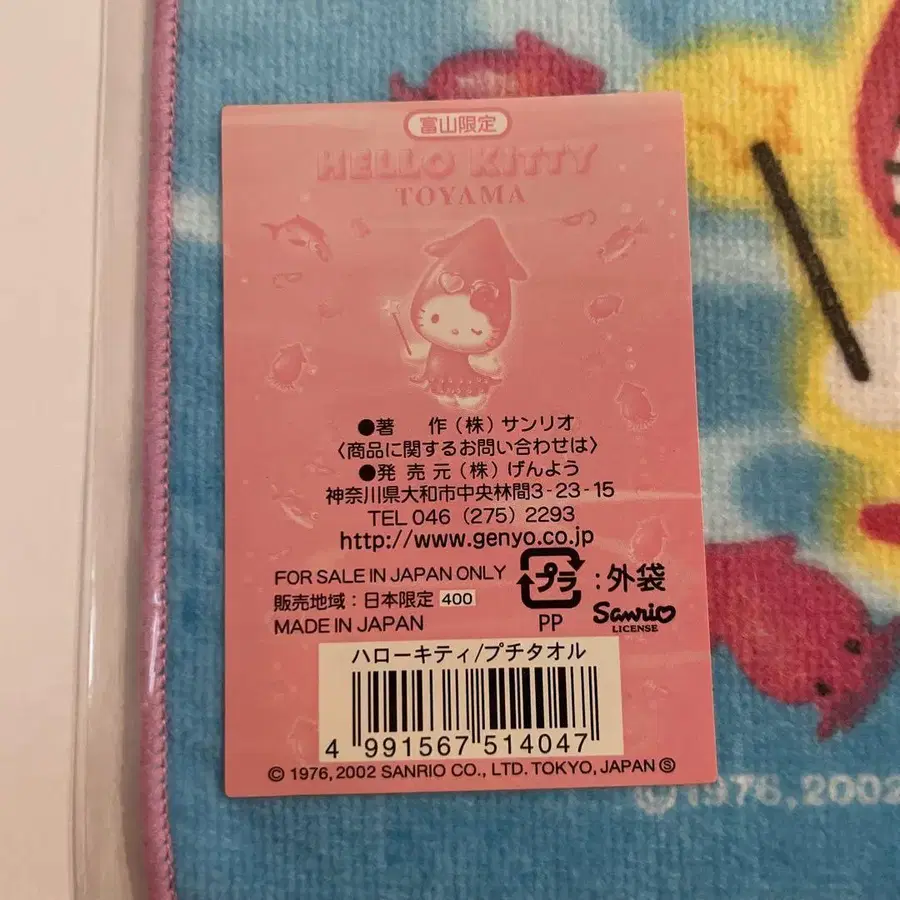 富山限定
HELLO KITTY
TOYAMA
●著 作(株)サンリオ
〈商品に関するお問い合わせは〉
●発 売 元(株)げんよう
神奈川県大和市中央林間3-23-15
TEL 046 (275) 2293
http://www.genyo.co.jp
FOR SALE IN JAPAN ONLY
販売地域:日本限定 400
MADE IN JAPAN
プラ :外袋
PP
Sanrio
LICENSE
ハローキティ/プチタオル
4 991567 514047
© 1976, 2002 SANRIO CO., LTD. TOKYO, JAPAN Ⓢ
©1976,2002